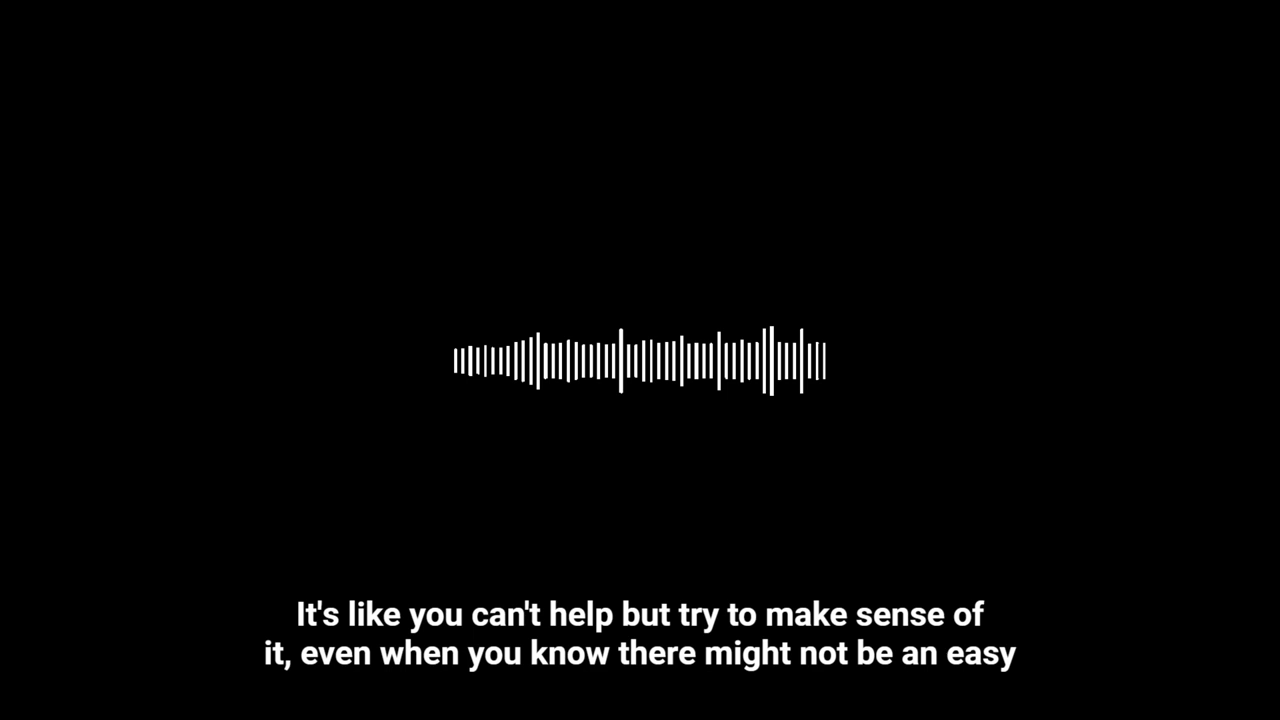 It's like you can't help but try to make sense of
it, even when you know there might not be an easy